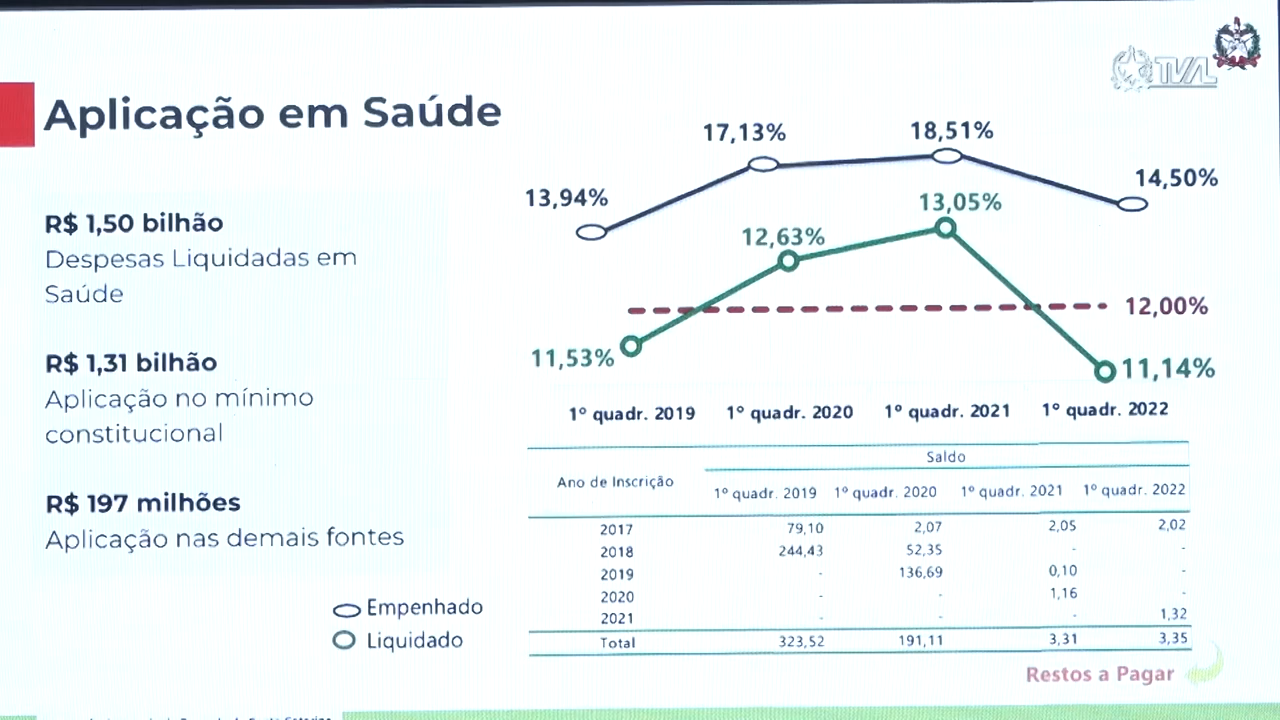 TVAL
Aplicação em Saúde
R$ 1,50 bilhão
Despesas Liquidadas em
Saúde
R$ 1,31 bilhão
Aplicação no mínimo
constitucional
R$ 197 milhões
Aplicação nas demais fontes
Empenhado
Liquidado
13,94%
17,13%
18,51%
14,50%
11,53%
12,63%
13,05%
11,14%
12,00%
1º quadr. 2019 1º quadr. 2020 1º quadr. 2021 1º quadr. 2022
Ano de Inscrição
Saldo
1º quadr. 2019 1º quadr. 2020 1º quadr. 2021 1º quadr. 2022
2017 79,10 2,07 2,05 2,02
2018 244,43 52,35 - -
2019 - 136,69 0,10 -
2020 - - 1,16 -
2021 - - - 1,32
Total 323,52 191,11 3,31 3,35
Restos a Pagar